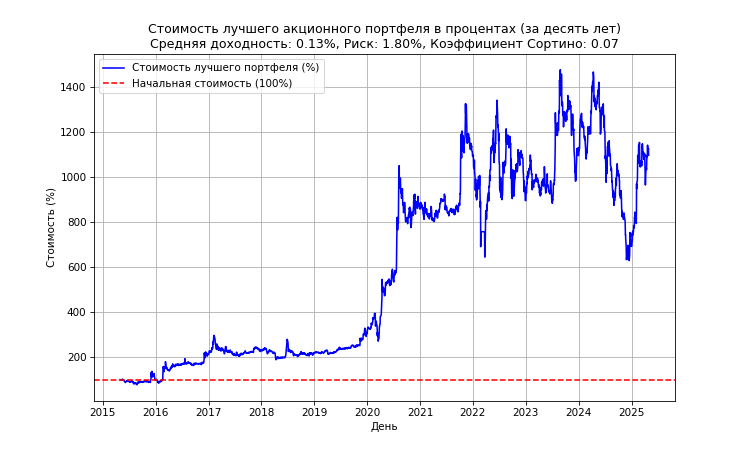 Стоимость лучшего акционного портфеля в процентах (за десять лет)
Средняя доходность: 0.13%, Риск: 1.80%, Коэффициент Сортино: 0.07
Стоимость лучшего портфеля (%)
Начальная стоимость (100%)
Стоимость (%)
1400
1200
1000
800
600
400
200
2015 2016 2017 2018 2019 2020 2021 2022 2023 2024 2025
День